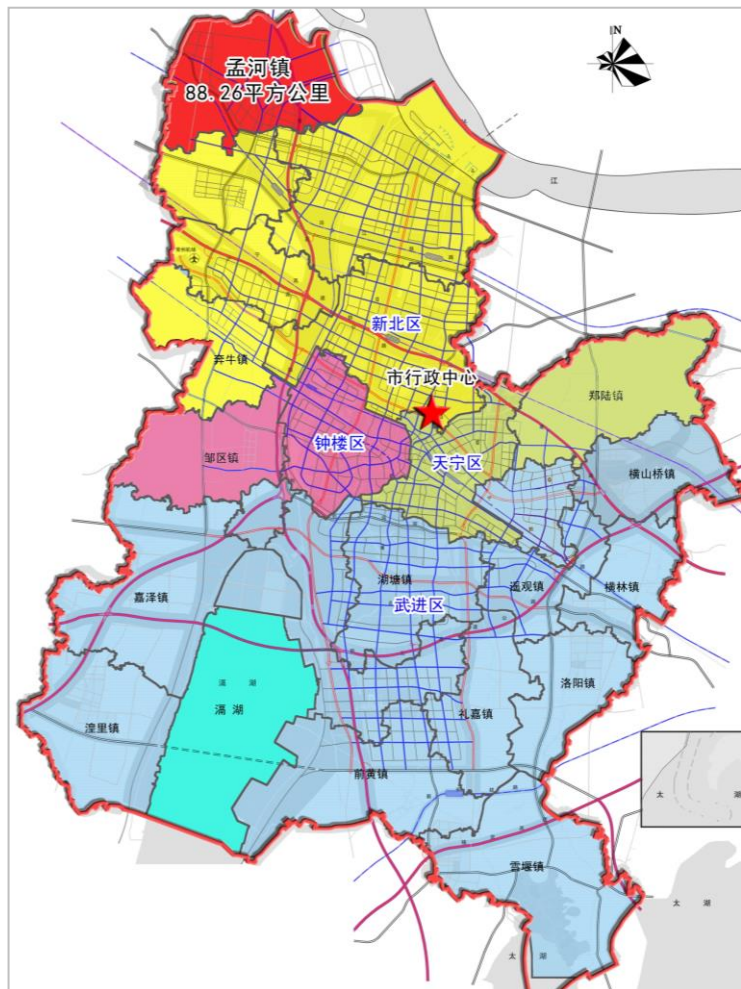 N
孟河镇
88.26平方公里
江
新北区
奔牛镇
市行政中心
郑陆镇
钟楼区
天宁区
邹区镇
横山桥镇
湖塘镇
遥观镇
横林镇
嘉泽镇
武进区
洛阳镇
滆 湖
滆 湖
礼嘉镇
湟里镇
前黄镇
太 湖
雪堰镇
太 湖
太 湖